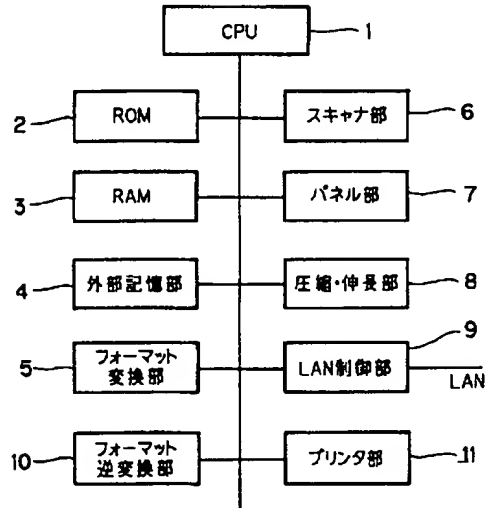 CPU 1
2 ROM スキャナ部 6
3 RAM パネル部 7
4 外部記憶部 圧縮・伸長部 8
9
5 フォーマット
変換部
LAN制御部
LAN
10 フォーマット
逆変換部
プリンタ部 11